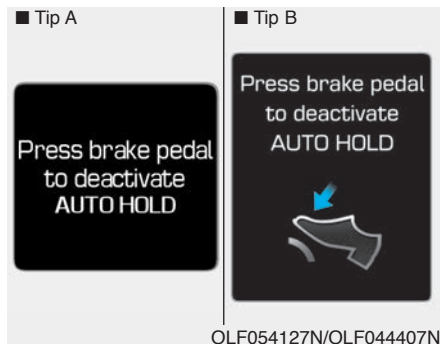 ■ Tip A
Press brake pedal
to deactivate
AUTO HOLD
■ Tip B
Press brake pedal
to deactivate
AUTO HOLD
OLF054127N/OLF044407N